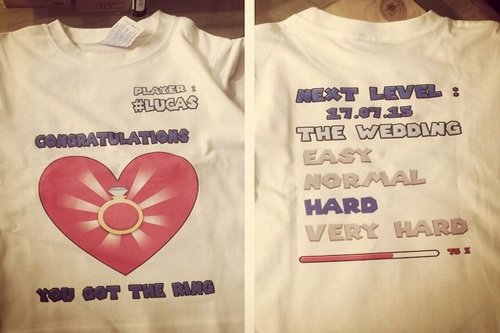 PLAYER :
#LUCAS
CONGRATULATIONS
YOU GOT THE RING
NEXT LEVEL :
17.07.15
THE WEDDING
EASY
NORMAL
HARD
VERY HARD
75 %